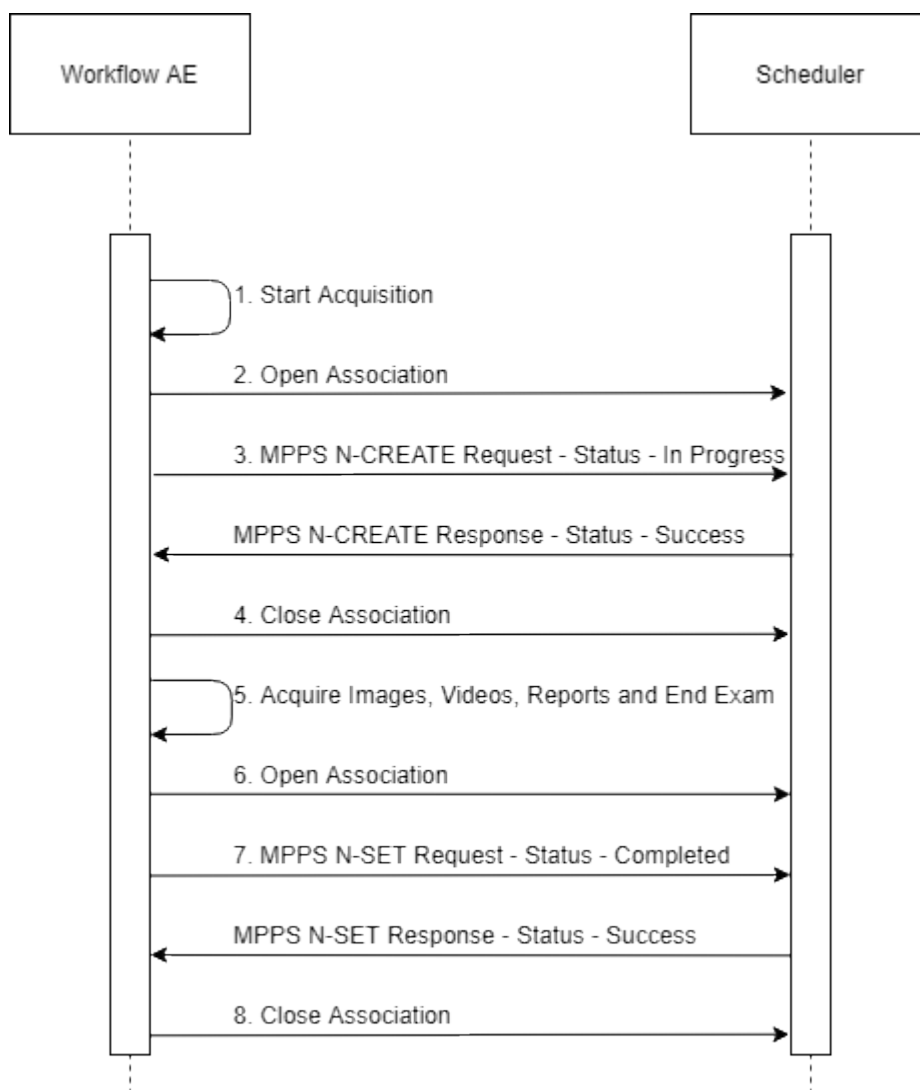 Workflow AE
Scheduler
1. Start Acquisition
2. Open Association
3. MPPS N-CREATE Request - Status - In Progress
MPPS N-CREATE Response - Status - Success
4. Close Association
5. Acquire Images, Videos, Reports and End Exam
6. Open Association
7. MPPS N-SET Request - Status - Completed
MPPS N-SET Response - Status - Success
8. Close Association